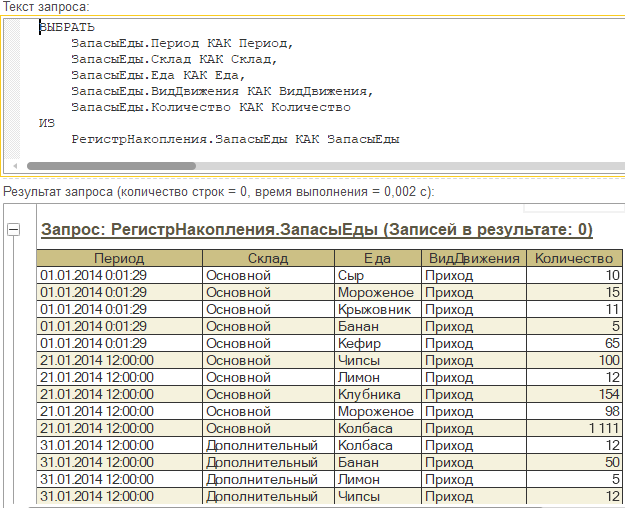 Текст запроса:
ВЫБРАТЬ
ЗапасыЕды.Период КАК Период,
ЗапасыЕды.Склад КАК Склад,
ЗапасыЕды.Еда КАК Еда,
ЗапасыЕды.ВидДвижения КАК ВидДвижения,
ЗапасыЕды.Количество КАК Количество
ИЗ
РегистрНакопления.ЗапасыЕды КАК ЗапасыЕды
Результат запроса (количество строк = 0, время выполнения = 0,002 с):
Запрос: РегистрНакопления.ЗапасыЕды (Записей в результате: 0)
Период Склад Еда ВидДвижения Количество
01.01.2014 0:01:29 Основной Сыр Приход 10
01.01.2014 0:01:29 Основной Мороженое Приход 15
01.01.2014 0:01:29 Основной Крыжовник Приход 11
01.01.2014 0:01:29 Основной Банан Приход 5
01.01.2014 0:01:29 Основной Кефир Приход 65
21.01.2014 12:00:00 Основной Чипсы Приход 100
21.01.2014 12:00:00 Основной Лимон Приход 12
21.01.2014 12:00:00 Основной Клубника Приход 154
21.01.2014 12:00:00 Основной Мороженое Приход 98
21.01.2014 12:00:00 Основной Колбаса Приход 1 111
31.01.2014 12:00:00 Дополнительный Колбаса Приход 12
31.01.2014 12:00:00 Дополнительный Банан Приход 50
31.01.2014 12:00:00 Дополнительный Лимон Приход 5
31.01.2014 12:00:00 Дополнительный Чипсы Приход 12